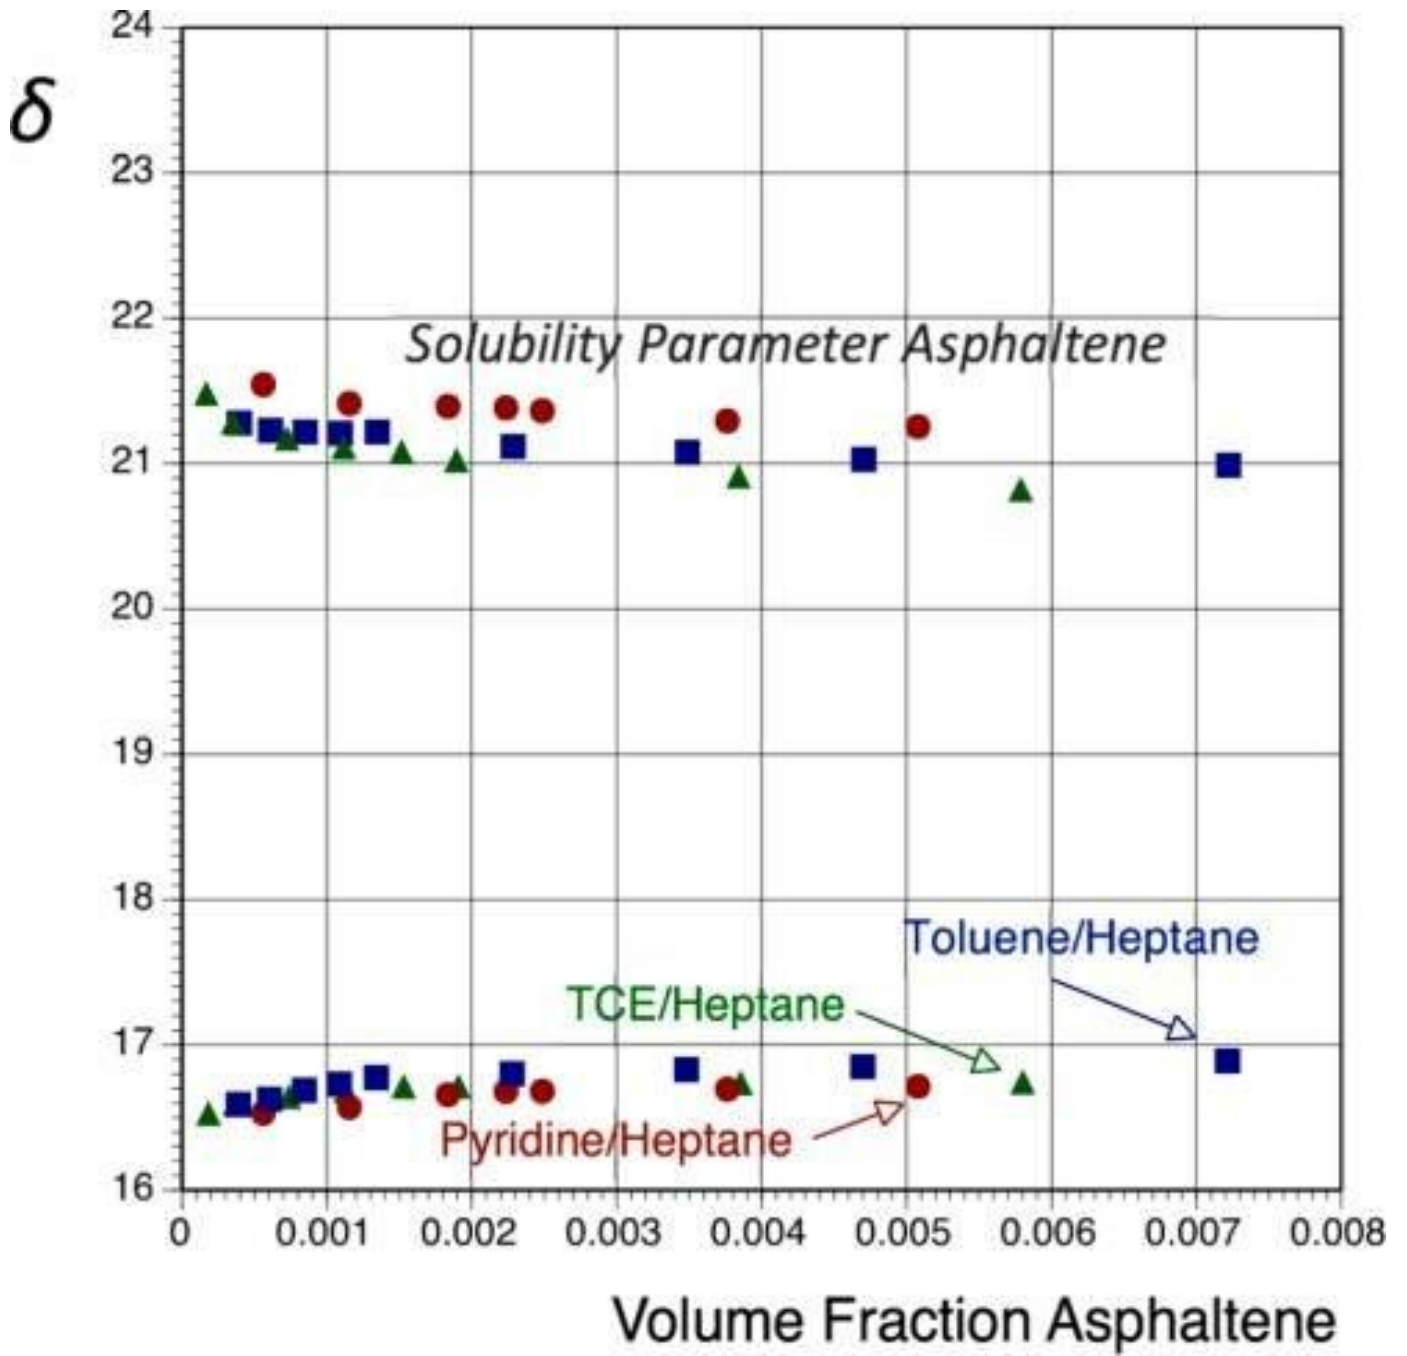 24
δ
23
22
Solubility Parameter Asphaltene
21
20
19
18
Toluene/Heptane
TCE/Heptane
17
Pyridine/Heptane
16
0 0.001 0.002 0.003 0.004 0.005 0.006 0.007 0.008
Volume Fraction Asphaltene